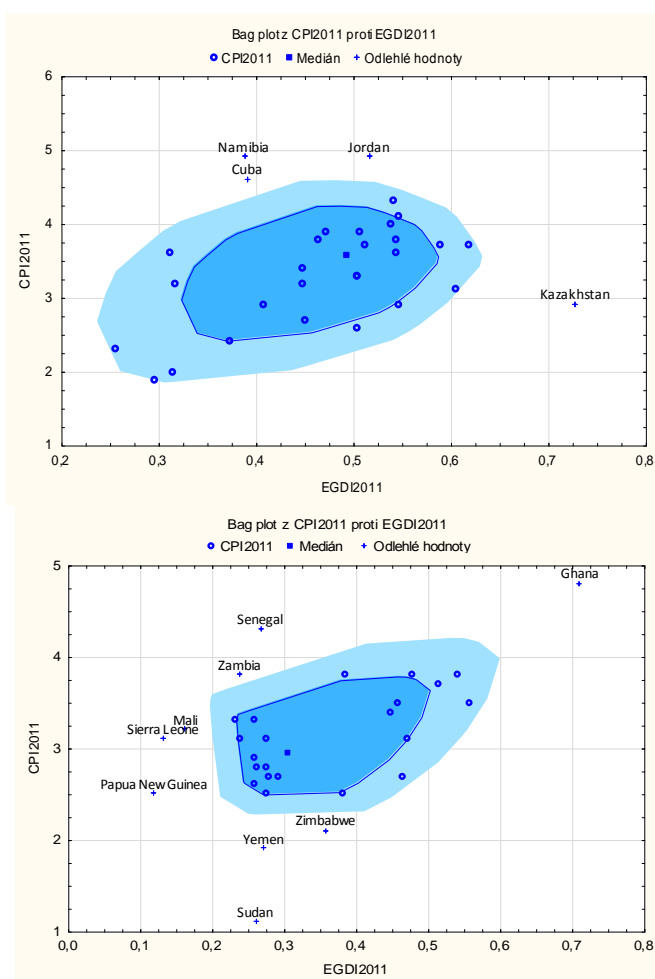 Bag plot z CPI2011 proti EGDI2011
CPI2011 Medián Odlehlé hodnoty
6
Namibia Jordan
5
Cuba
4
CPI2011
3
Kazakhstan
2
1
0,2 0,3 0,4 0,5 0,6 0,7 0,8
EGDI2011
Bag plot z CPI2011 proti EGDI2011
CPI2011 Medián Odlehlé hodnoty
5
Ghana
Senegal
4
Zambia
Mali
Sierra Leone
3
CPI2011
Papua New Guinea
Zimbabwe
2
Yemen
Sudan
1
0,0 0,1 0,2 0,3 0,4 0,5 0,6 0,7 0,8
EGDI2011